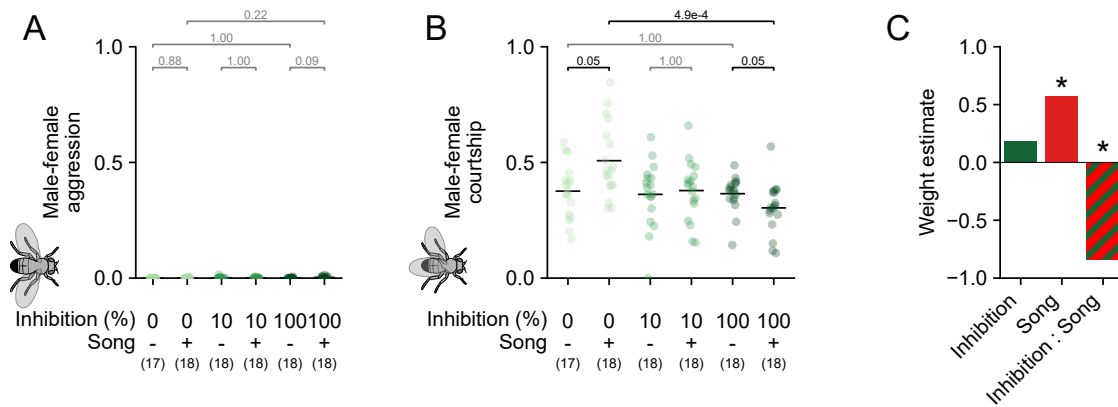 A
0.22
1.00
0.88 1.00 0.09
1.0
0.5
0.0
Male-female
aggression
Inhibition (%) 0 0 10 10 100 100
Song - + - + - +
(17) (18) (18) (18) (18) (18)
B
4.9e-4
1.00
0.05 1.00 0.05
1.0
0.5
0.0
Male-female
courtship
Inhibition (%) 0 0 10 10 100 100
Song - + - + - +
(17) (18) (18) (18) (18) (18)
C
1.0
0.5
0.0
−0.5
−1.0
Weight estimate
* *
Inhibition
Song
Inhibition : Song